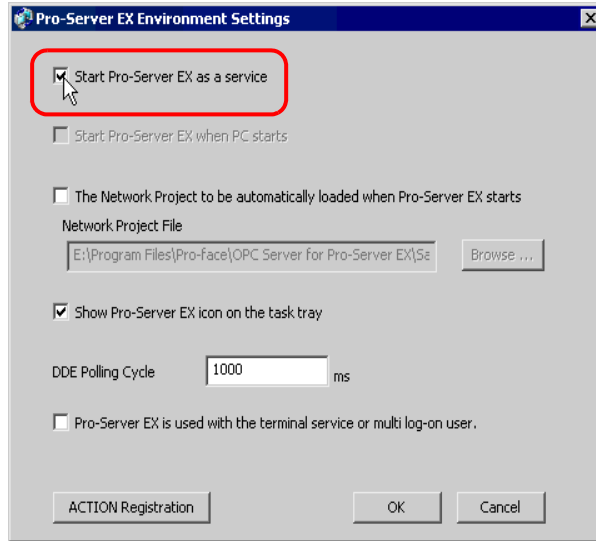 Pro-Server EX Environment Settings
Start Pro-Server EX as a service
Start Pro-Server EX when PC starts
The Network Project to be automatically loaded when Pro-Server EX starts
Network Project File
E:\Program Files\Pro-face\OPC Server for Pro-Server EX\Sa
Browse ...
Show Pro-Server EX icon on the task tray
DDE Polling Cycle 1000 ms
Pro-Server EX is used with the terminal service or multi log-on user.
ACTION Registration OK Cancel